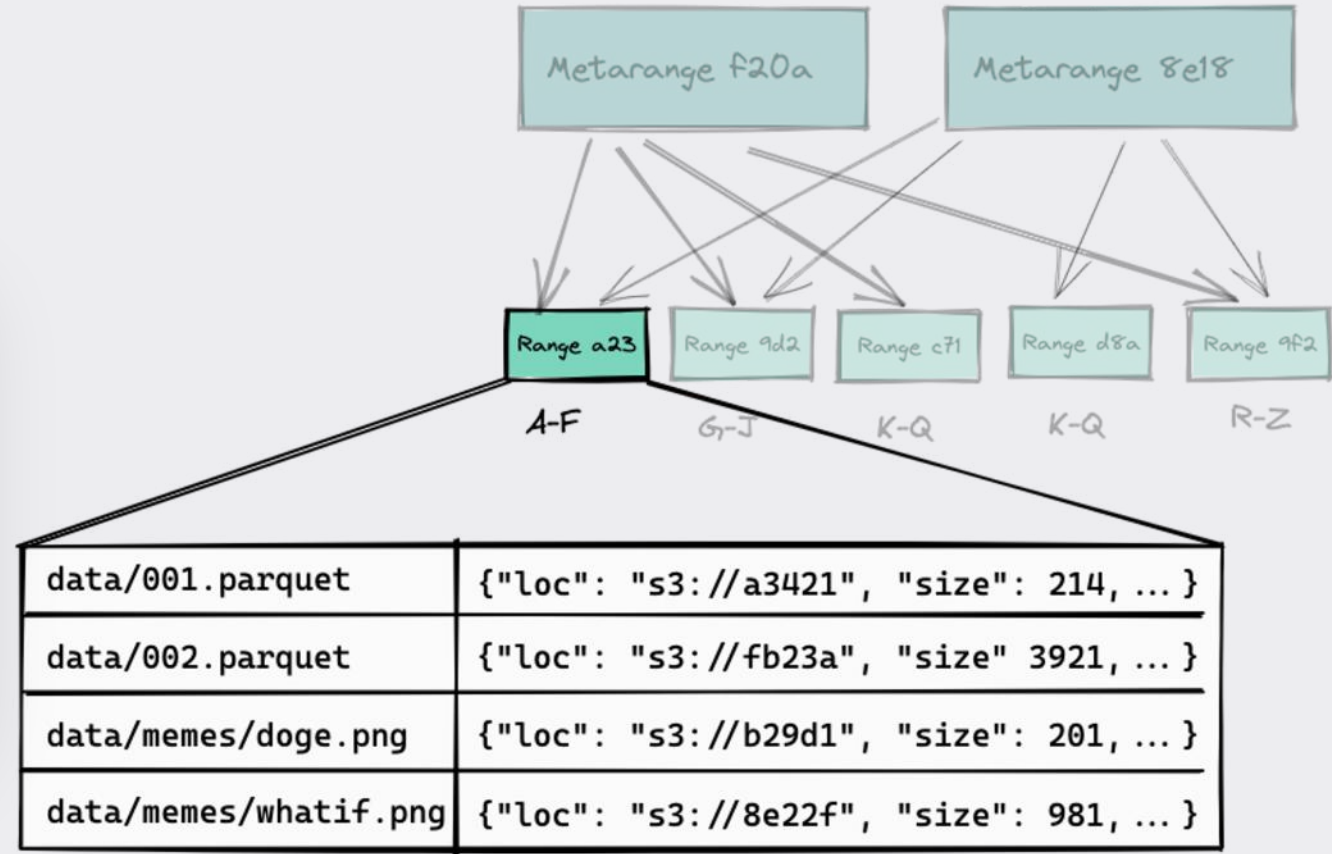 Metarange f20a
Metarange 8e18
Range a23
Range 9d2
Range c71
Range d8a
Range 9f2
A-F
G-J
K-Q
K-Q
R-Z
data/001.parquet {"loc": "s3://a3421", "size": 214, ... }
data/002.parquet {"loc": "s3://fb23a", "size" 3921, ... }
data/memes/doge.png {"loc": "s3://b29d1", "size": 201, ... }
data/memes/whatif.png {"loc": "s3://8e22f", "size": 981, ... }